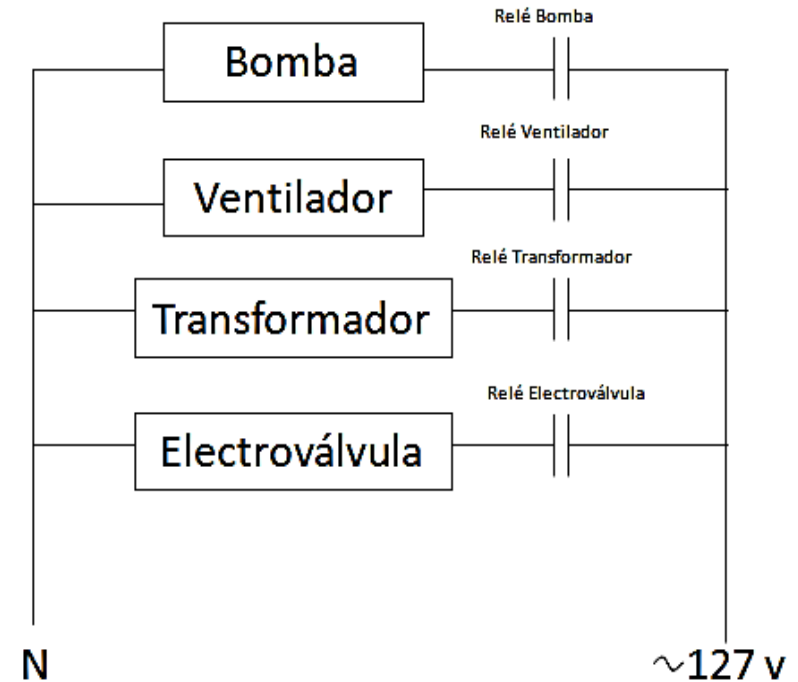 Relé Bomba
Bomba
Relé Ventilador
Ventilador
Relé Transformador
Transformador
Relé Electroválvula
Electroválvula
N
~127 v